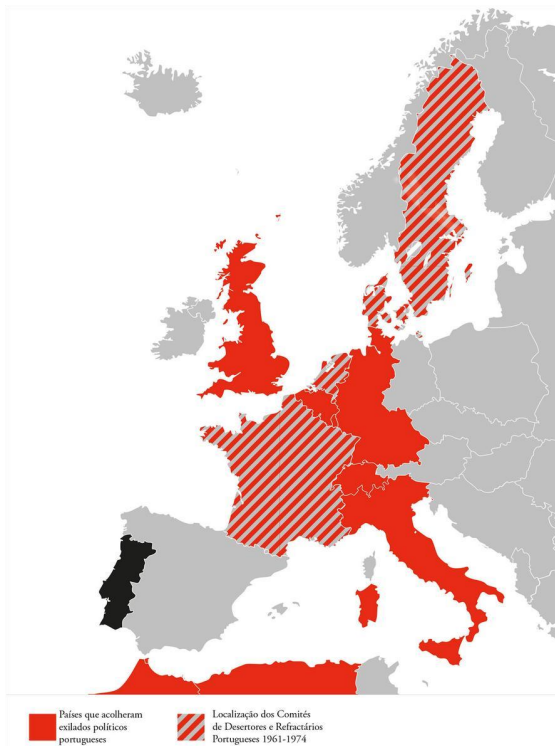 Países que acolheram
exilados políticos
portugueses
Localização dos Comités
de Desertores e Refractários
Portugueses 1961-1974